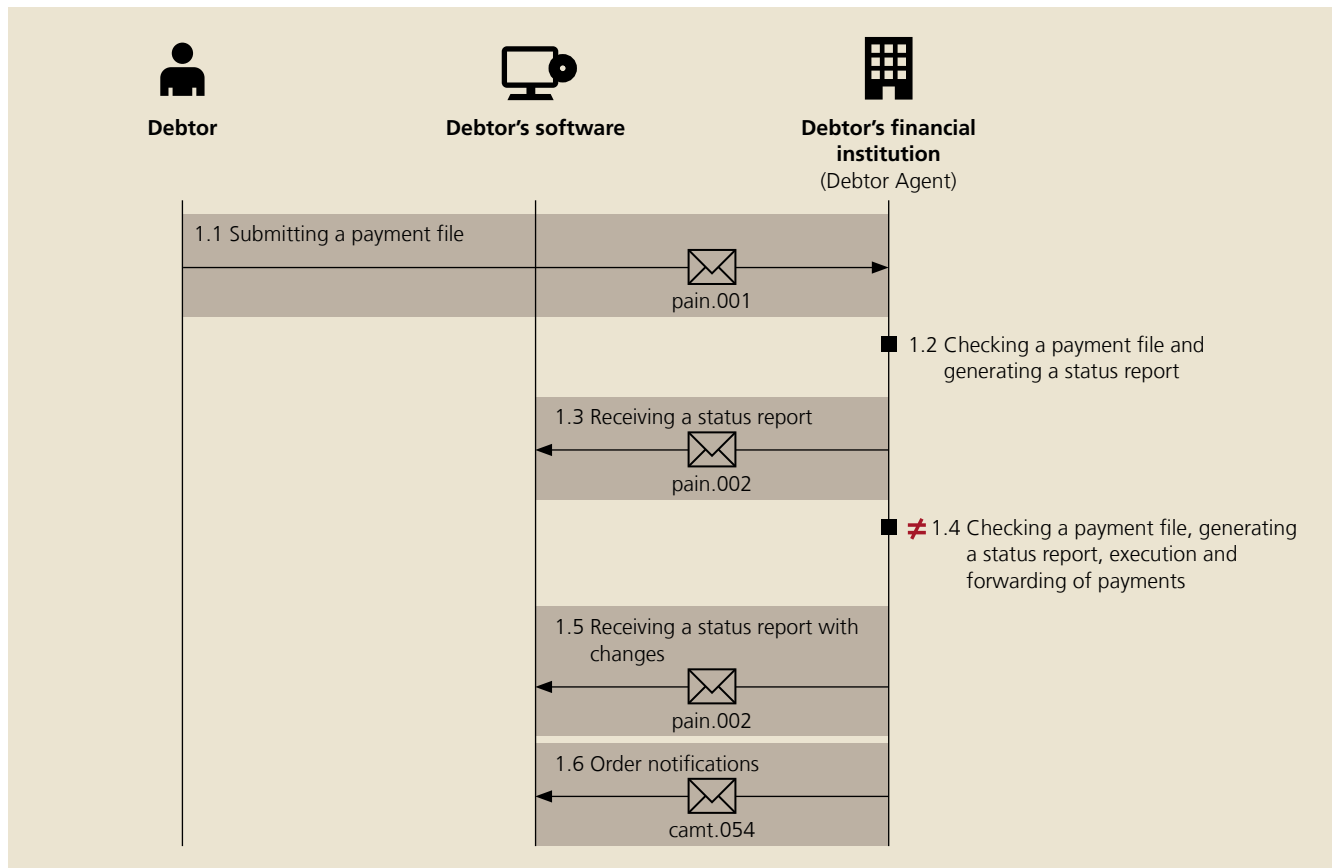 Debtor
Debtor's software
Debtor's financial
institution
(Debtor Agent)
1.1 Submitting a payment file
pain.001
1.2 Checking a payment file and
generating a status report
1.3 Receiving a status report
pain.002
≠ 1.4 Checking a payment file, generating
a status report, execution and
forwarding of payments
1.5 Receiving a status report with
changes
pain.002
1.6 Order notifications
camt.054